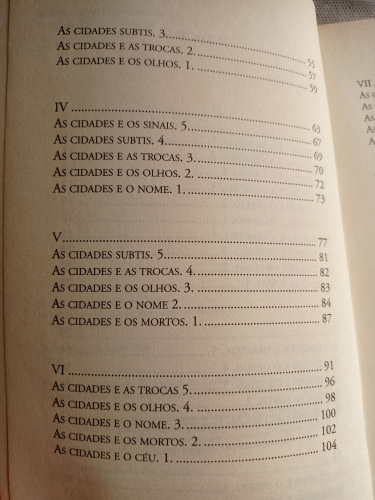 AS CIDADES SUBTIS. 3. 55
AS CIDADES E AS TROCAS. 2. 57
AS CIDADES E OS OLHOS. 1. 59
IV 63
AS CIDADES E OS SINAIS. 5. 67
AS CIDADES SUBTIS. 4. 69
AS CIDADES E AS TROCAS. 3. 70
AS CIDADES E OS OLHOS. 2. 72
AS CIDADES E O NOME. 1. 73
V 77
AS CIDADES SUBTIS. 5. 81
AS CIDADES E AS TROCAS. 4. 82
AS CIDADES E OS OLHOS. 3. 83
AS CIDADES E O NOME 2. 84
AS CIDADES E OS MORTOS. 1. 87
VI 91
AS CIDADES E AS TROCAS 5. 96
AS CIDADES E OS OLHOS. 4. 98
AS CIDADES E O NOME. 3. 100
AS CIDADES E OS MORTOS. 2. 102
AS CIDADES E O CÉU. 1. 104
VII